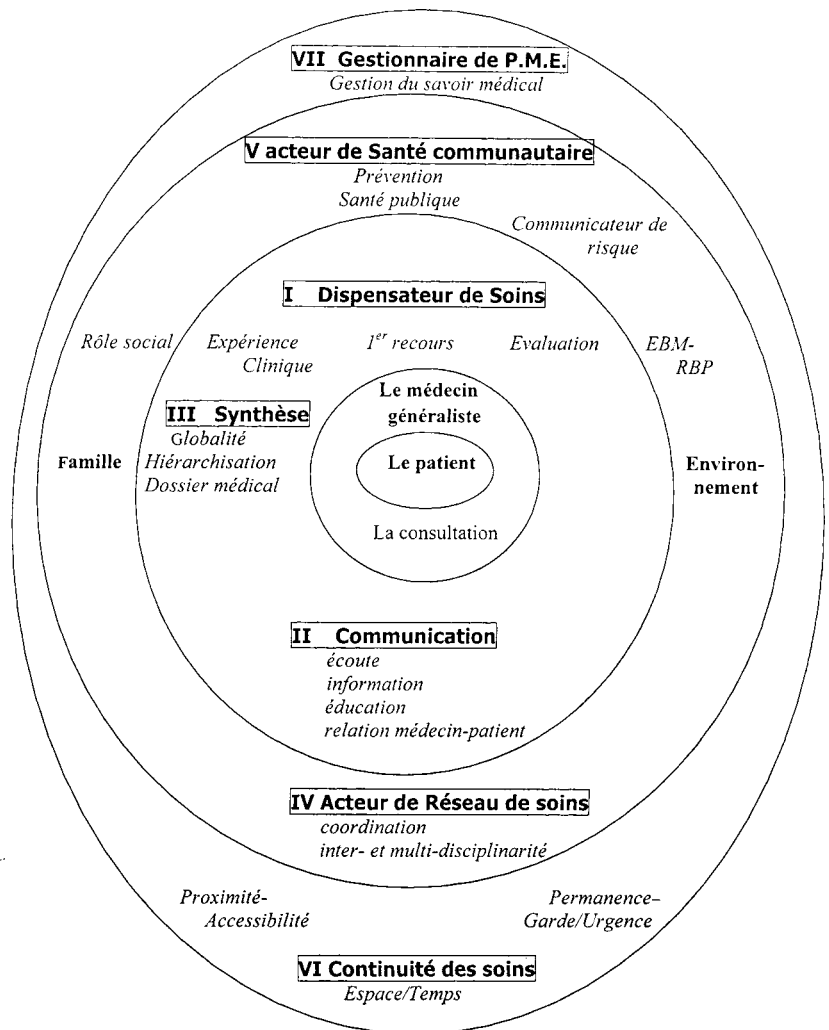 VII Gestionnaire de P.M.E.
Gestion du savoir médical
V acteur de Santé communautaire
Prévention
Santé publique
Communicateur de
risque
I Dispensateur de Soins
Rôle social
Expérience
Clinique
1er recours
Evaluation
EBM-
RBP
Le médecin
généraliste
III Synthèse
Globalité
Hiérarchisation
Dossier médical
Famille
Le patient
Environ-
nement
La consultation
II Communication
écoute
information
éducation
relation médecin-patient
IV Acteur de Réseau de soins
coordination
inter- et multi-disciplinarité
Proximité-
Accessibilité
Permanence–
Garde/Urgence
VI Continuité des soins
Espace/Temps